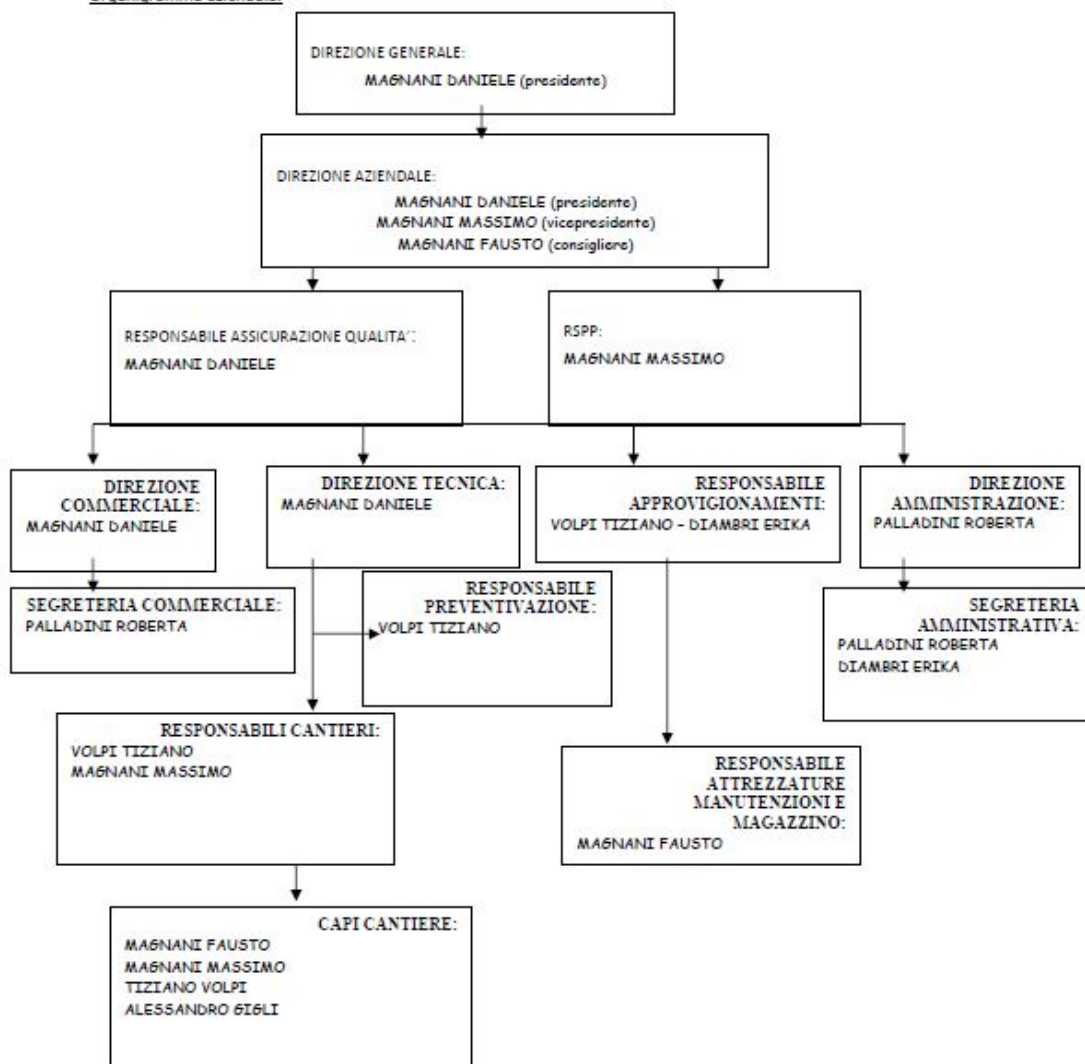 DIREZIONE GENERALE:
MAGNANI DANIELE (presidente)
DIREZIONE AZIENDALE:
MAGNANI DANIELE (presidente)
MAGNANI MASSIMO (vicepresidente)
MAGNANI FAUSTO (consigliere)
RESPONSABILE ASSICURAZIONE QUALITA':
MAGNANI DANIELE
RSPP:
MAGNANI MASSIMO
DIREZIONE
COMMERCIALE:
MAGNANI DANIELE
DIREZIONE TECNICA:
MAGNANI DANIELE
RESPONSABILE
APPROVIGIONAMENTI:
VOLPI TIZIANO – DIAMBRI ERIKA
DIREZIONE
AMMINISTRAZIONE:
PALLADINI ROBERTA
SEGRETERIA COMMERCIALE:
PALLADINI ROBERTA
RESPONSABILE
PREVENTIVAZIONE:
VOLPI TIZIANO
SEGRETERIA
AMMINISTRATIVA:
PALLADINI ROBERTA
DIAMBRI ERIKA
RESPONSABILI CANTIERI:
VOLPI TIZIANO
MAGNANI MASSIMO
RESPONSABILE
ATTREZZATURE
MANUTENZIONI E
MAGAZZINO:
MAGNANI FAUSTO
CAPI CANTIERE:
MAGNANI FAUSTO
MAGNANI MASSIMO
TIZIANO VOLPI
ALESSANDRO GIGLI